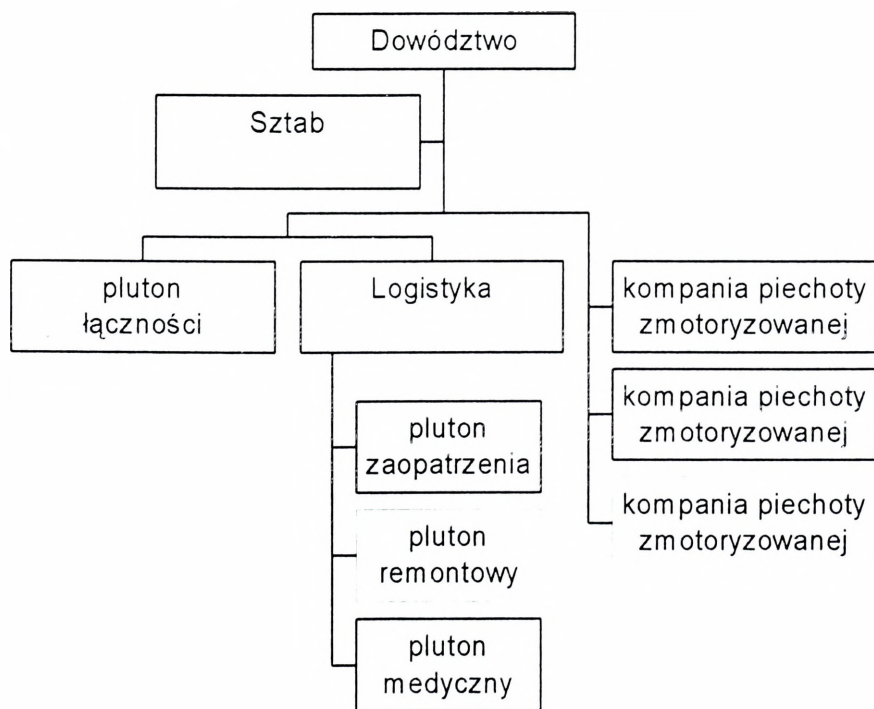 Dowództwo
Sztab
pluton
łączności
Logistyka
kompania piechoty
zmotoryzowanej
kompania piechoty
zmotoryzowanej
kompania piechoty
zmotoryzowanej
pluton
zaopatrzenia
pluton
remontowy
pluton
medyczny